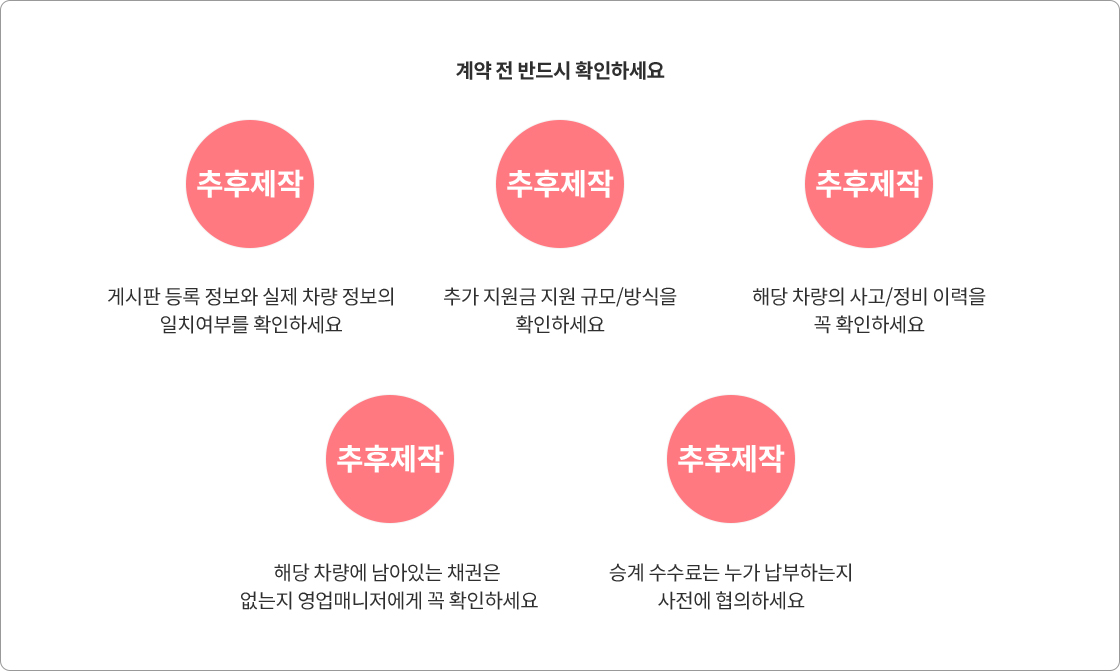 계약 전 반드시 확인하세요
추후제작
추후제작
추후제작
게시판 등록 정보와 실제 차량 정보의
일치여부를 확인하세요
추가 지원금 지원 규모/방식을
확인하세요
해당 차량의 사고/정비 이력을
꼭 확인하세요
추후제작
추후제작
해당 차량에 남아있는 채권은
없는지 영업매니저에게 꼭 확인하세요
승계 수수료는 누가 납부하는지
사전에 협의하세요